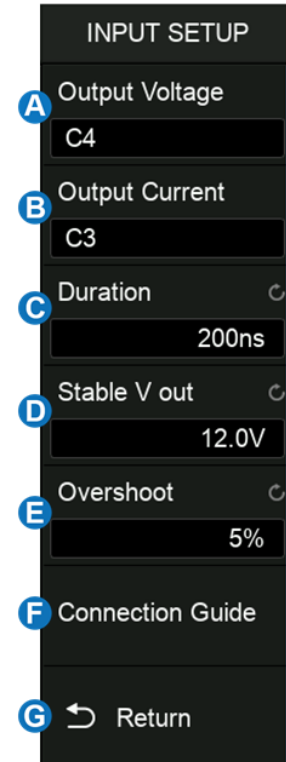 INPUT SETUP
A Output Voltage
C4
B Output Current
C3
C Duration
200ns
D Stable V out
12.0V
E Overshoot
5%
F Connection Guide
G Return